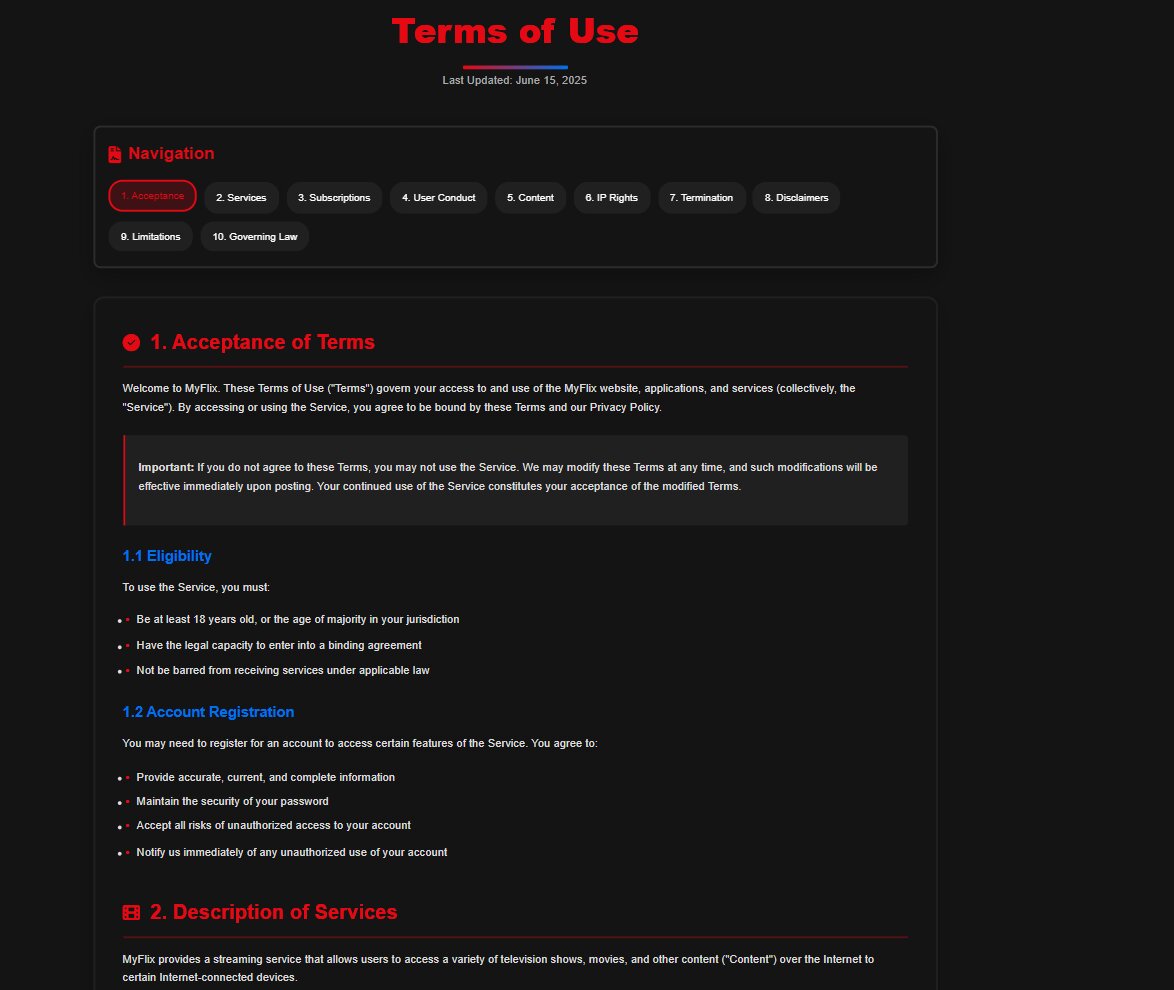 Terms of Use
Last Updated: June 15, 2025
Navigation
1. Acceptance
2. Services
3. Subscriptions
4. User Conduct
5. Content
6. IP Rights
7. Termination
8. Disclaimers
9. Limitations
10. Governing Law
1. Acceptance of Terms
Welcome to MyFlix. These Terms of Use ("Terms") govern your access to and use of the MyFlix website, applications, and services (collectively, the
"Service"). By accessing or using the Service, you agree to be bound by these Terms and our Privacy Policy.
Important: If you do not agree to these Terms, you may not use the Service. We may modify these Terms at any time, and such modifications will be
effective immediately upon posting. Your continued use of the Service constitutes your acceptance of the modified Terms.
1.1 Eligibility
To use the Service, you must:
• Be at least 18 years old, or the age of majority in your jurisdiction
• Have the legal capacity to enter into a binding agreement
• Not be barred from receiving services under applicable law
1.2 Account Registration
You may need to register for an account to access certain features of the Service. You agree to:
• Provide accurate, current, and complete information
• Maintain the security of your password
• Accept all risks of unauthorized access to your account
• Notify us immediately of any unauthorized use of your account
2. Description of Services
MyFlix provides a streaming service that allows users to access a variety of television shows, movies, and other content ("Content") over the Internet to
certain Internet-connected devices.